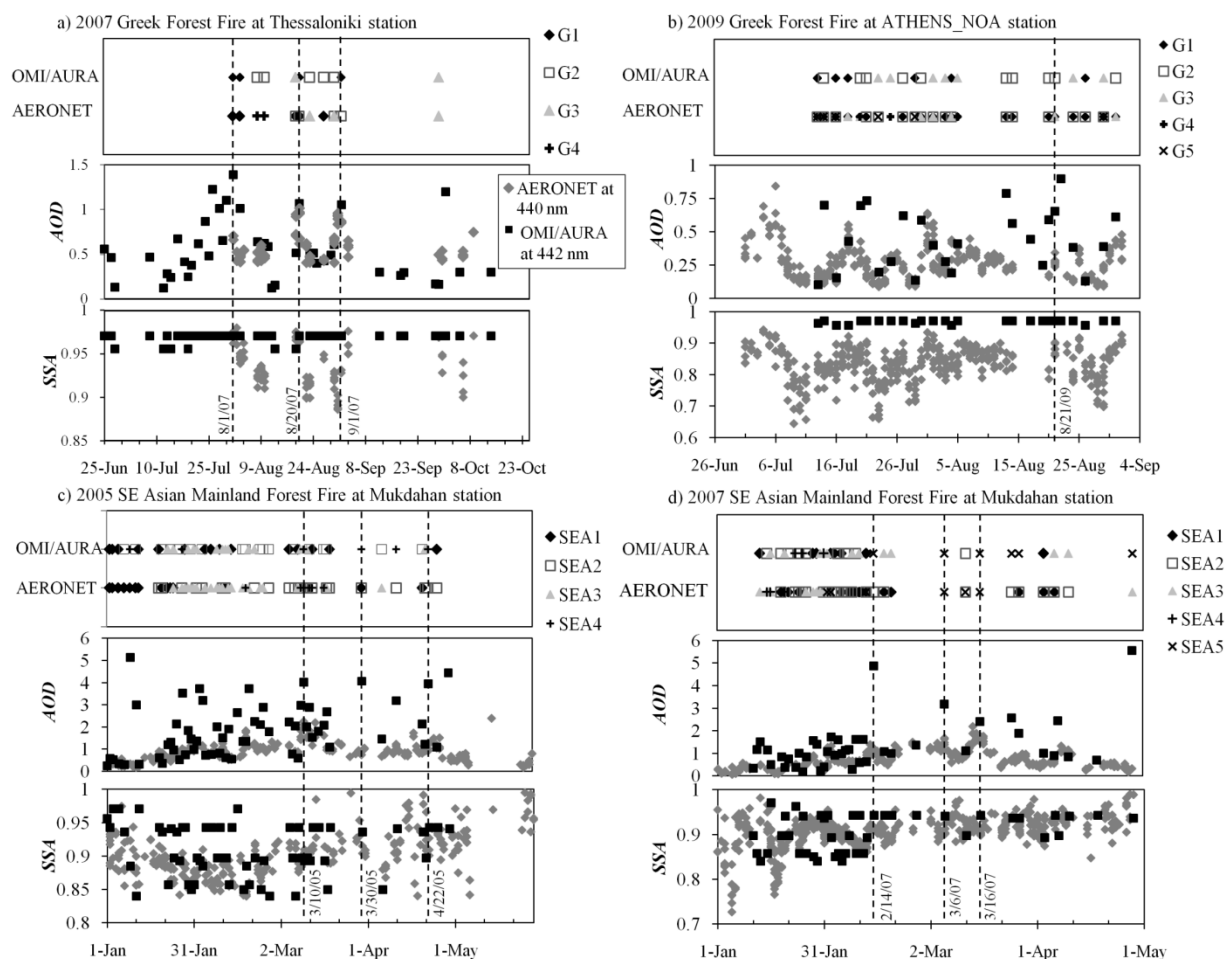 a) 2007 Greek Forest Fire at Thessaloniki station
OMI/AURA
AERONET
G1
G2
G3
G4
AOD
1.5
1
0.5
0
AERONET at
440 nm
OMI/AURA
at 442 nm
SSA
1
0.95
0.9
0.85
8/1/07
8/20/07
9/1/07
25-Jun 10-Jul 25-Jul 9-Aug 24-Aug 8-Sep 23-Sep 8-Oct 23-Oct
b) 2009 Greek Forest Fire at ATHENS_NOA station
OMI/AURA
AERONET
G1
G2
G3
G4
G5
AOD
1
0.75
0.5
0.25
0
SSA
1
0.9
0.8
0.7
0.6
8/21/09
26-Jun 6-Jul 16-Jul 26-Jul 5-Aug 15-Aug 25-Aug 4-Sep
c) 2005 SE Asian Mainland Forest Fire at Mukdahan station
OMI/AURA
AERONET
SEA1
SEA2
SEA3
SEA4
AOD
6
5
4
3
2
1
0
SSA
1
0.95
0.9
0.85
0.8
3/10/05
3/30/05
4/22/05
1-Jan 31-Jan 2-Mar 1-Apr 1-May
d) 2007 SE Asian Mainland Forest Fire at Mukdahan station
OMI/AURA
AERONET
SEA1
SEA2
SEA3
SEA4
SEA5
AOD
6
5
4
3
2
1
0
SSA
1
0.9
0.8
0.7
2/14/07
3/6/07
3/16/07
1-Jan 31-Jan 2-Mar 1-Apr 1-May